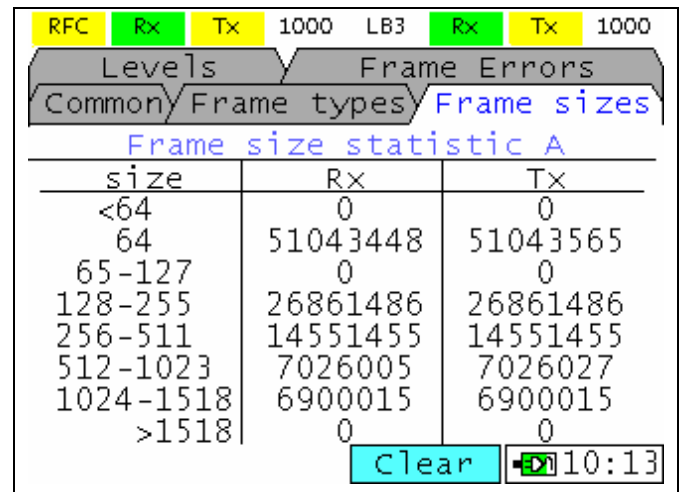 RFC Rx Tx 1000 LB3 Rx Tx 1000
Levels Frame Errors
Common Frame types Frame sizes
Frame size statistic A
size Rx Tx
<64 0 0
64 51043448 51043565
65-127 0 0
128-255 26861486 26861486
256-511 14551455 14551455
512-1023 7026005 7026027
1024-1518 6900015 6900015
>1518 0 0
Clear 10:13